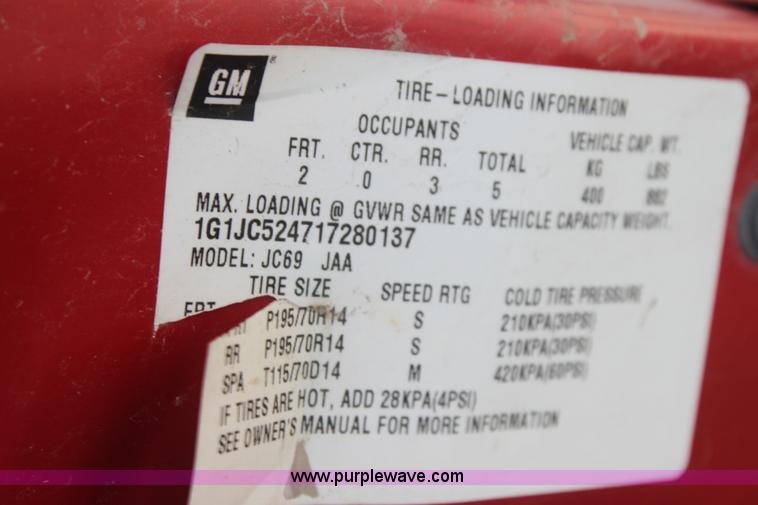 GM
TIRE-LOADING INFORMATION
OCCUPANTS VEHICLE CAP. WT.
FRT. CTR. RR. TOTAL KG LBS
2 0 3 5 400 882
MAX. LOADING @ GVWR SAME AS VEHICLE CAPACITY WEIGHT.
1G1JC524717280137
MODEL: JC69 JAA
TIRE SIZE SPEED RTG COLD TIRE PRESSURE
FRT P195/70R14 S 210KPA(30PSI)
RR P195/70R14 S 210KPA(30PSI)
SPA T115/70D14 M 420KPA(60PSI)
IF TIRES ARE HOT, ADD 28KPA(4PSI)
SEE OWNER'S MANUAL FOR MORE INFORMATION
www.purplewave.com